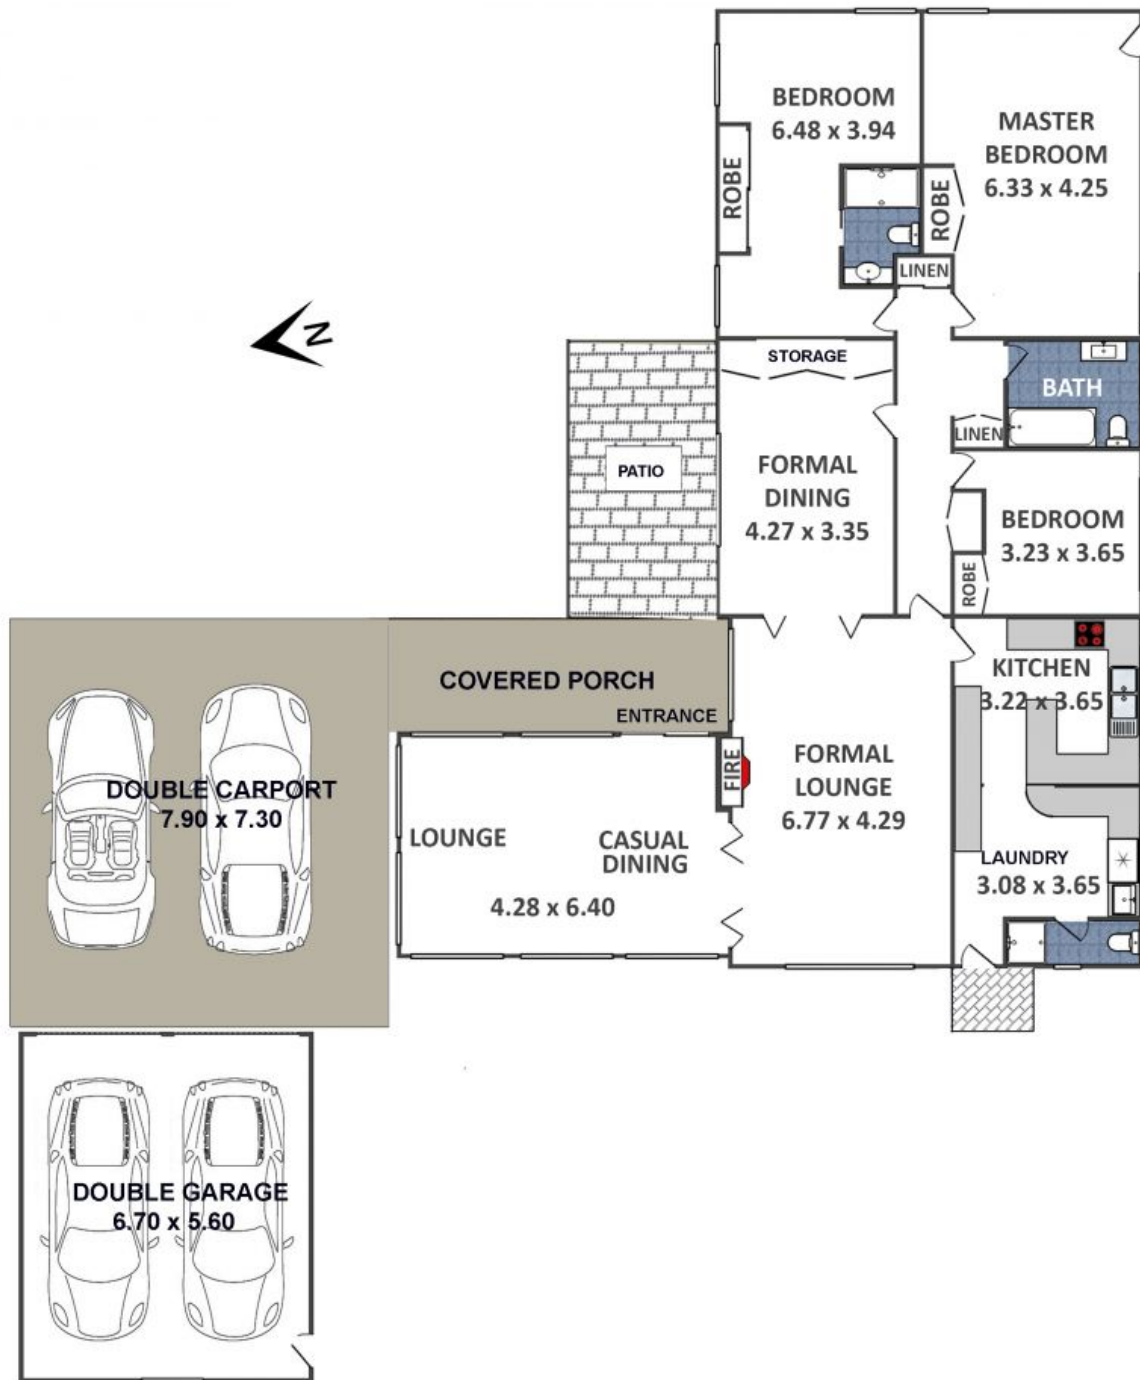 BEDROOM
6.48 x 3.94
MASTER
BEDROOM
6.33 x 4.25
ROBE
ROBE
LINEN
N
STORAGE
BATH
PATIO
FORMAL
DINING
4.27 x 3.35
LINEN
BEDROOM
3.23 x 3.65
ROBE
COVERED PORCH
ENTRANCE
KITCHEN
3.22 x 3.65
DOUBLE CARPORT
7.90 x 7.30
FIRE
FORMAL
LOUNGE
6.77 x 4.29
LOUNGE
CASUAL
DINING
4.28 x 6.40
LAUNDRY
3.08 x 3.65
DOUBLE GARAGE
6.70 x 5.60